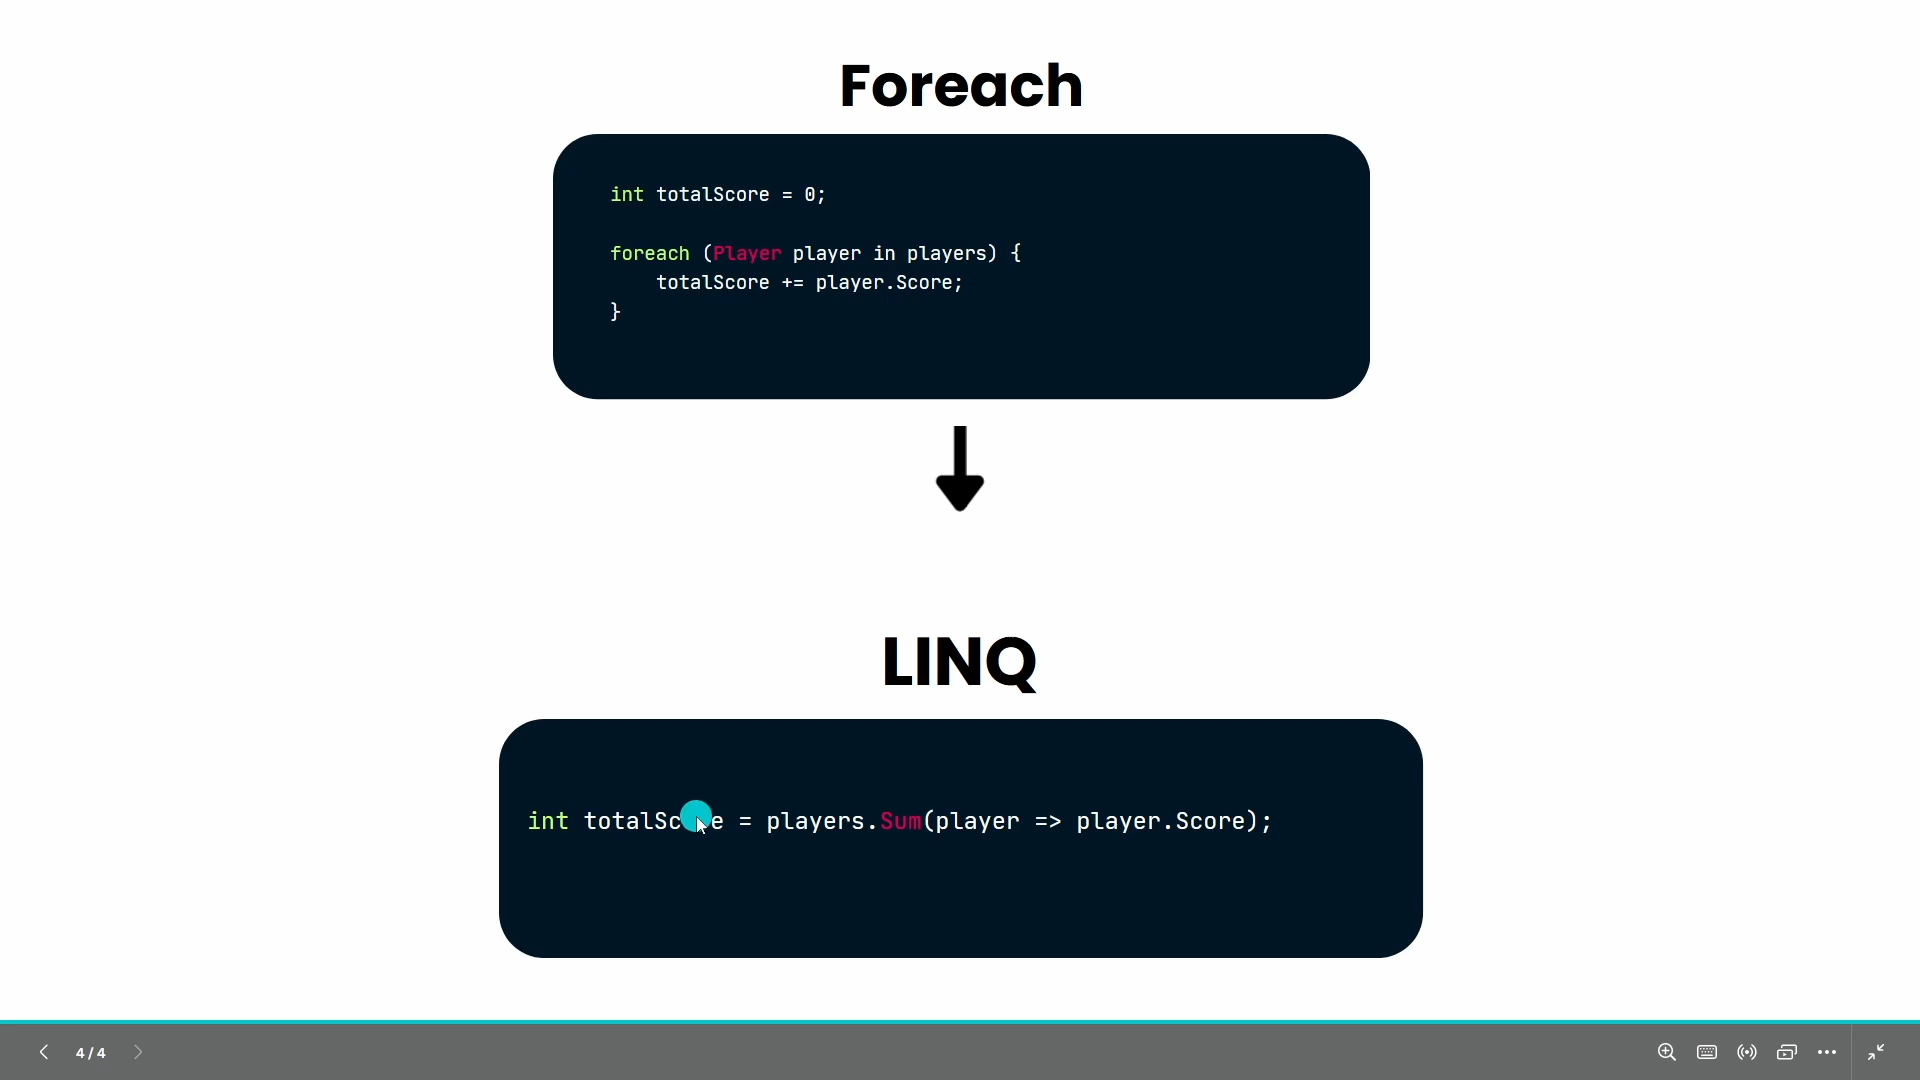 Foreach
int totalScore = 0;
foreach (Player player in players) {
    totalScore += player.Score;
}
LINQ
int totalScore = players.Sum(player => player.Score);
4 / 4